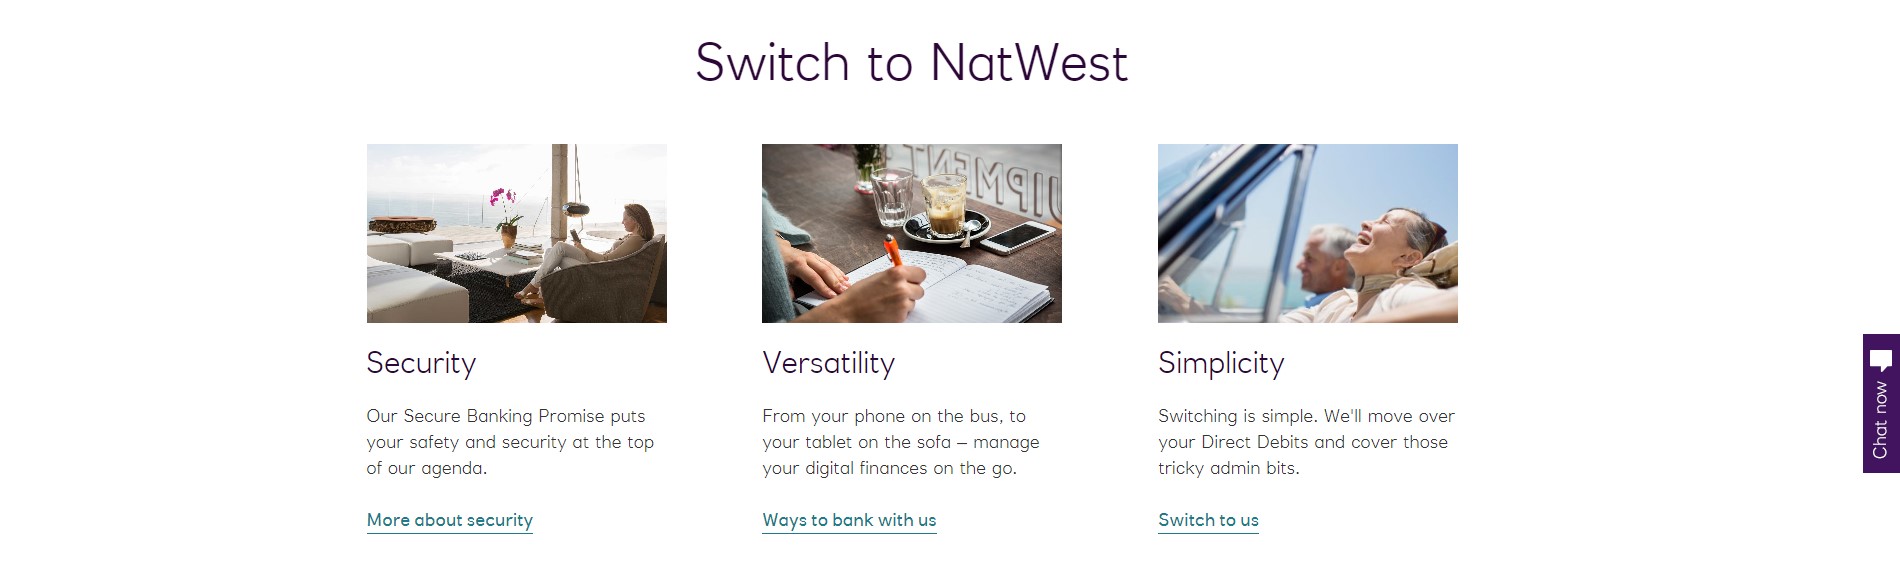 Switch to NatWest
UIPMENT
Security
Our Secure Banking Promise puts
your safety and security at the top
of our agenda.
More about security
Versatility
From your phone on the bus, to
your tablet on the sofa – manage
your digital finances on the go.
Ways to bank with us
Simplicity
Switching is simple. We'll move over
your Direct Debits and cover those
tricky admin bits.
Switch to us
Chat now